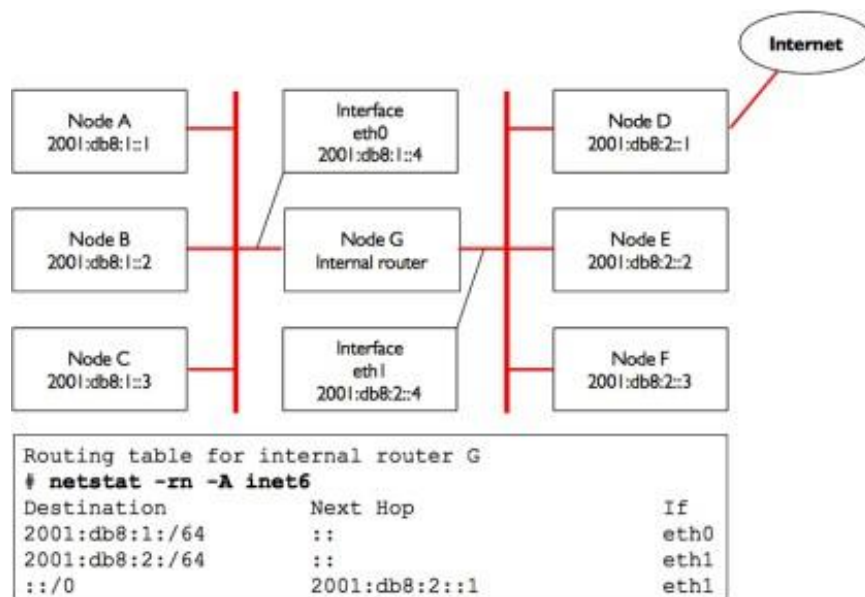 Internet
Node A
2001:db8:1::1
Interface
eth0
2001:db8:1::4
Node D
2001:db8:2::1
Node B
2001:db8:1::2
Node G
Internal router
Node E
2001:db8:2::2
Node C
2001:db8:1::3
Interface
eth1
2001:db8:2::4
Node F
2001:db8:2::3
Routing table for internal router G
# netstat -rn -A inet6
Destination Next Hop If
2001:db8:1:/64 :: eth0
2001:db8:2:/64 :: eth1
::/0 2001:db8:2::1 eth1